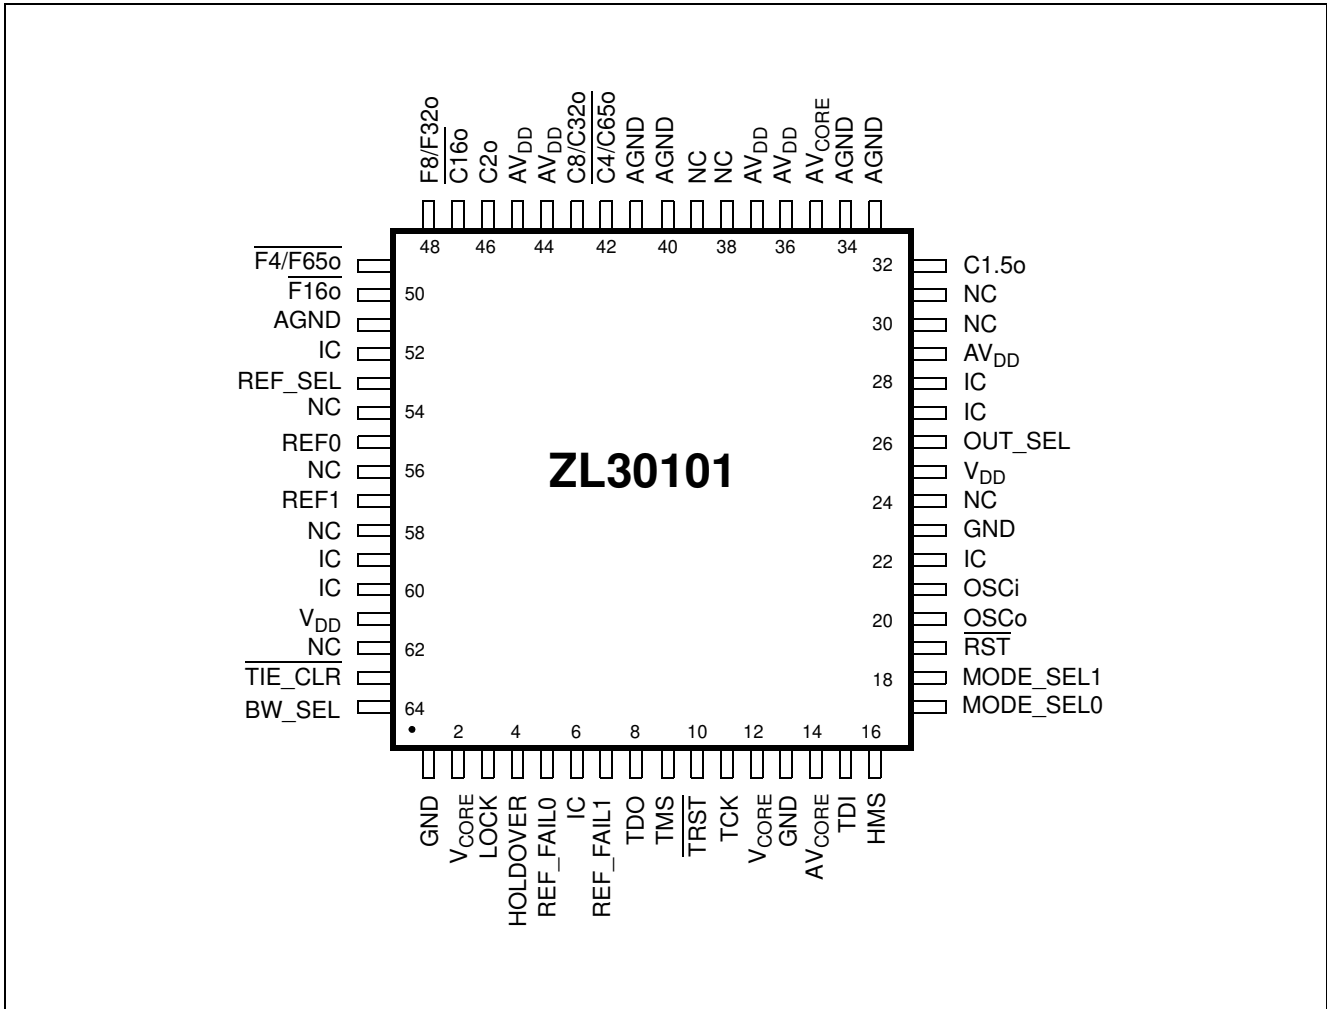 F8/F32o
C16o
C2o
AVDD
AVDD
C8/C32o
C4/C65o
AGND
AGND
NC
NC
AVDD
AVDD
AVCORE
AGND
AGND
48 46 44 42 40 38 36 34
F4/F65o
F16o 50
AGND
IC 52
REF_SEL
NC 54
REF0
NC 56
REF1
NC 58
IC
IC 60
VDD
NC 62
TIE_CLR
BW_SEL 64
ZL30101
32 C1.5o
NC
30 NC
AVDD
28 IC
IC
26 OUT_SEL
VDD
24 NC
GND
22 IC
OSCi
20 OSCo
RST
18 MODE_SEL1
MODE_SEL0
2 4 6 8 10 12 14 16
GND
VCORE
LOCK
HOLDOVER
REF_FAIL0
IC
REF_FAIL1
TDO
TMS
TRST
TCK
VCORE
GND
AVCORE
TDI
HMS